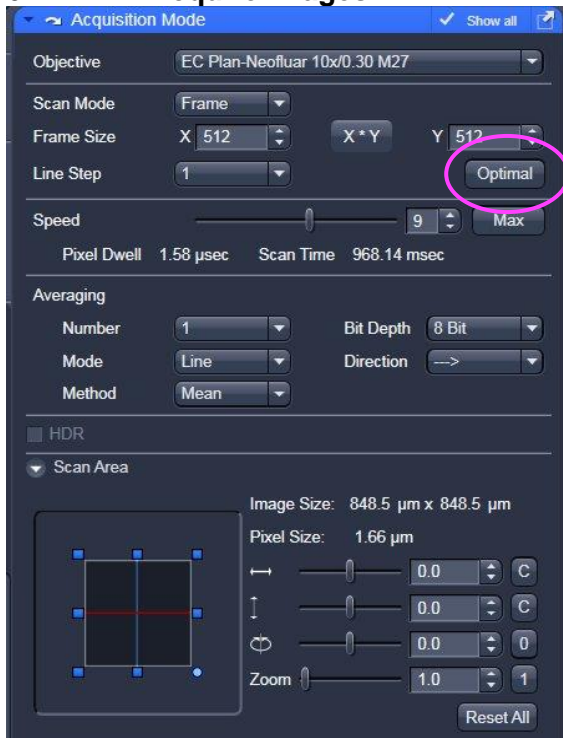 Acquisition Mode Show all
Objective EC Plan-Neofluar 10x/0.30 M27
Scan Mode Frame
Frame Size X 512 X * Y Y 512
Line Step 1 Optimal
Speed 9 Max
Pixel Dwell 1.58 µsec Scan Time 968.14 msec
Averaging
Number 1 Bit Depth 8 Bit
Mode Line Direction --->
Method Mean
HDR
Scan Area
Image Size: 848.5 µm x 848.5 µm
Pixel Size: 1.66 µm
0.0 C
0.0 C
0.0 0
Zoom 1.0 1
Reset All